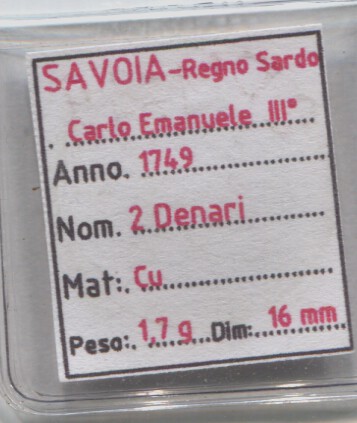 SAVOIA-Regno Sardo
. Carlo Emanuele III°
Anno. 1749
Nom. 2 Denari
Mat:. Cu
Peso:. 1,7 g Dim: 16 mm